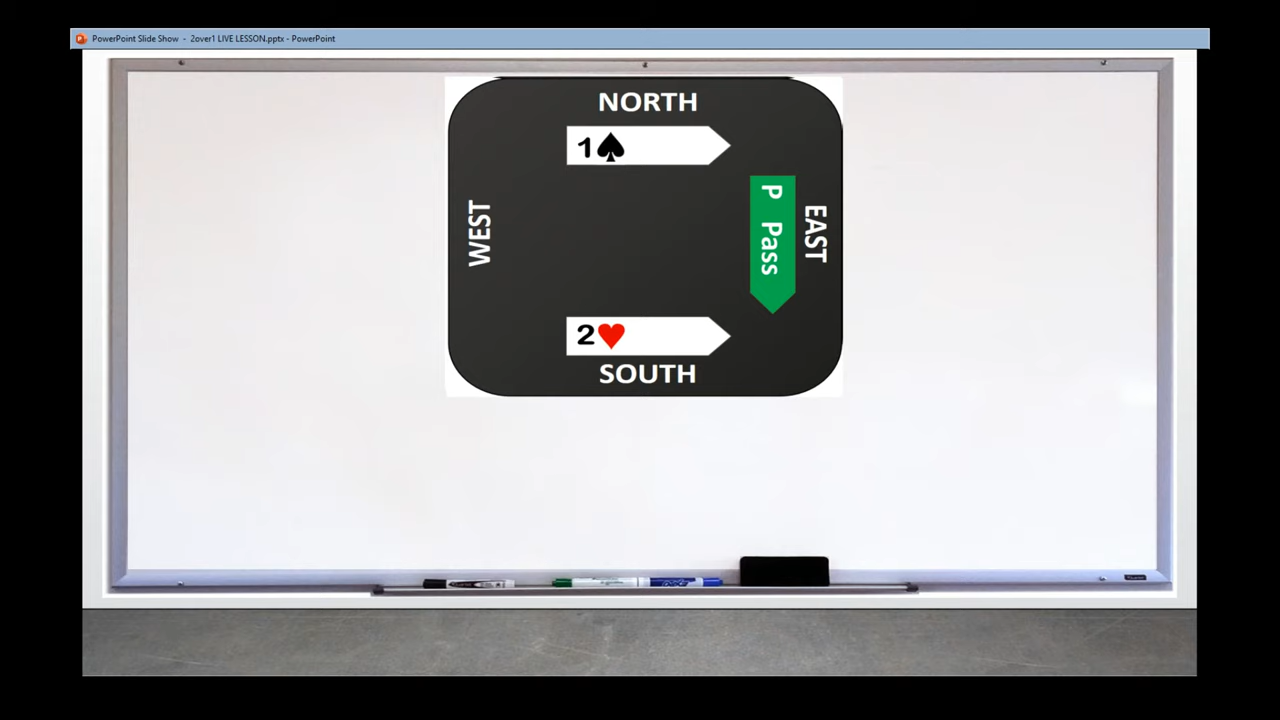 PowerPoint Slide Show - 2over1 LIVE LESSON.pptx - PowerPoint
NORTH
1♠
WEST
P Pass
EAST
2♥
SOUTH